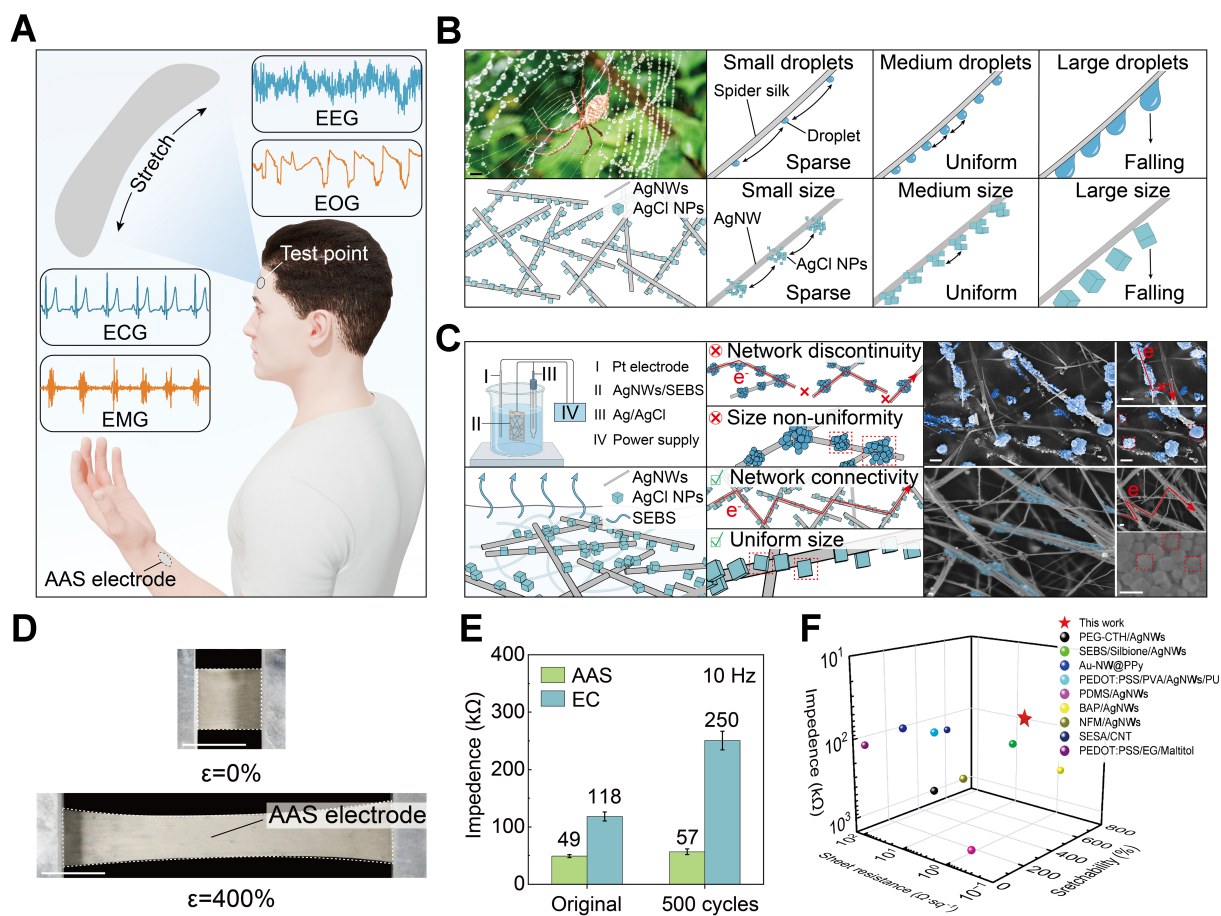 A
Stretch
EEG
EOG
Test point
ECG
EMG
AAS electrode
B
Small droplets
Spider silk
Droplet
Sparse
Medium droplets
Uniform
Large droplets
Falling
AgNWs
AgCl NPs
Small size
AgNW
AgCl NPs
Sparse
Medium size
Uniform
Large size
Falling
C
I
II
III
IV
I Pt electrode
II AgNWs/SEBS
III Ag/AgCl
IV Power supply
Network discontinuity
e-
Size non-uniformity
e-
AgNWs
AgCl NPs
SEBS
Network connectivity
e-
Uniform size
e-
D
ε=0%
AAS electrode
ε=400%
E
Impedance (kΩ)
400
300
200
100
0
AAS
EC
10 Hz
49
118
57
250
Original
500 cycles
F
Impedence (kΩ)
10¹
10²
10³
Sheet resistance (Ω·sq⁻¹)
10²
10¹
10⁰
10⁻¹
Stretchability (%)
0
200
400
600
800
This work
PEG-CTH/AgNWs
SEBS/Silbione/AgNWs
Au-NW@PPy
PEDOT:PSS/PVA/AgNWs/PU
PDMS/AgNWs
BAP/AgNWs
NFM/AgNWs
SESA/CNT
PEDOT:PSS/EG/Maltitol